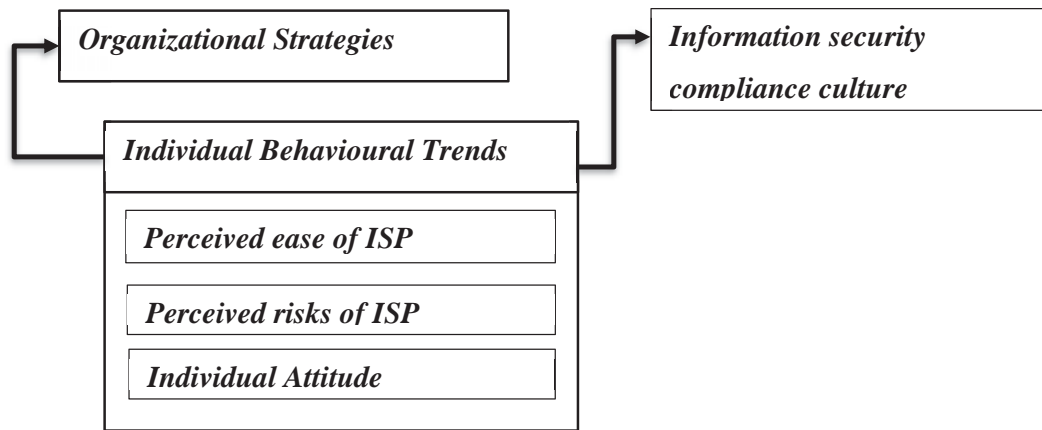 Organizational Strategies
Information security
compliance culture
Individual Behavioural Trends
Perceived ease of ISP
Perceived risks of ISP
Individual Attitude